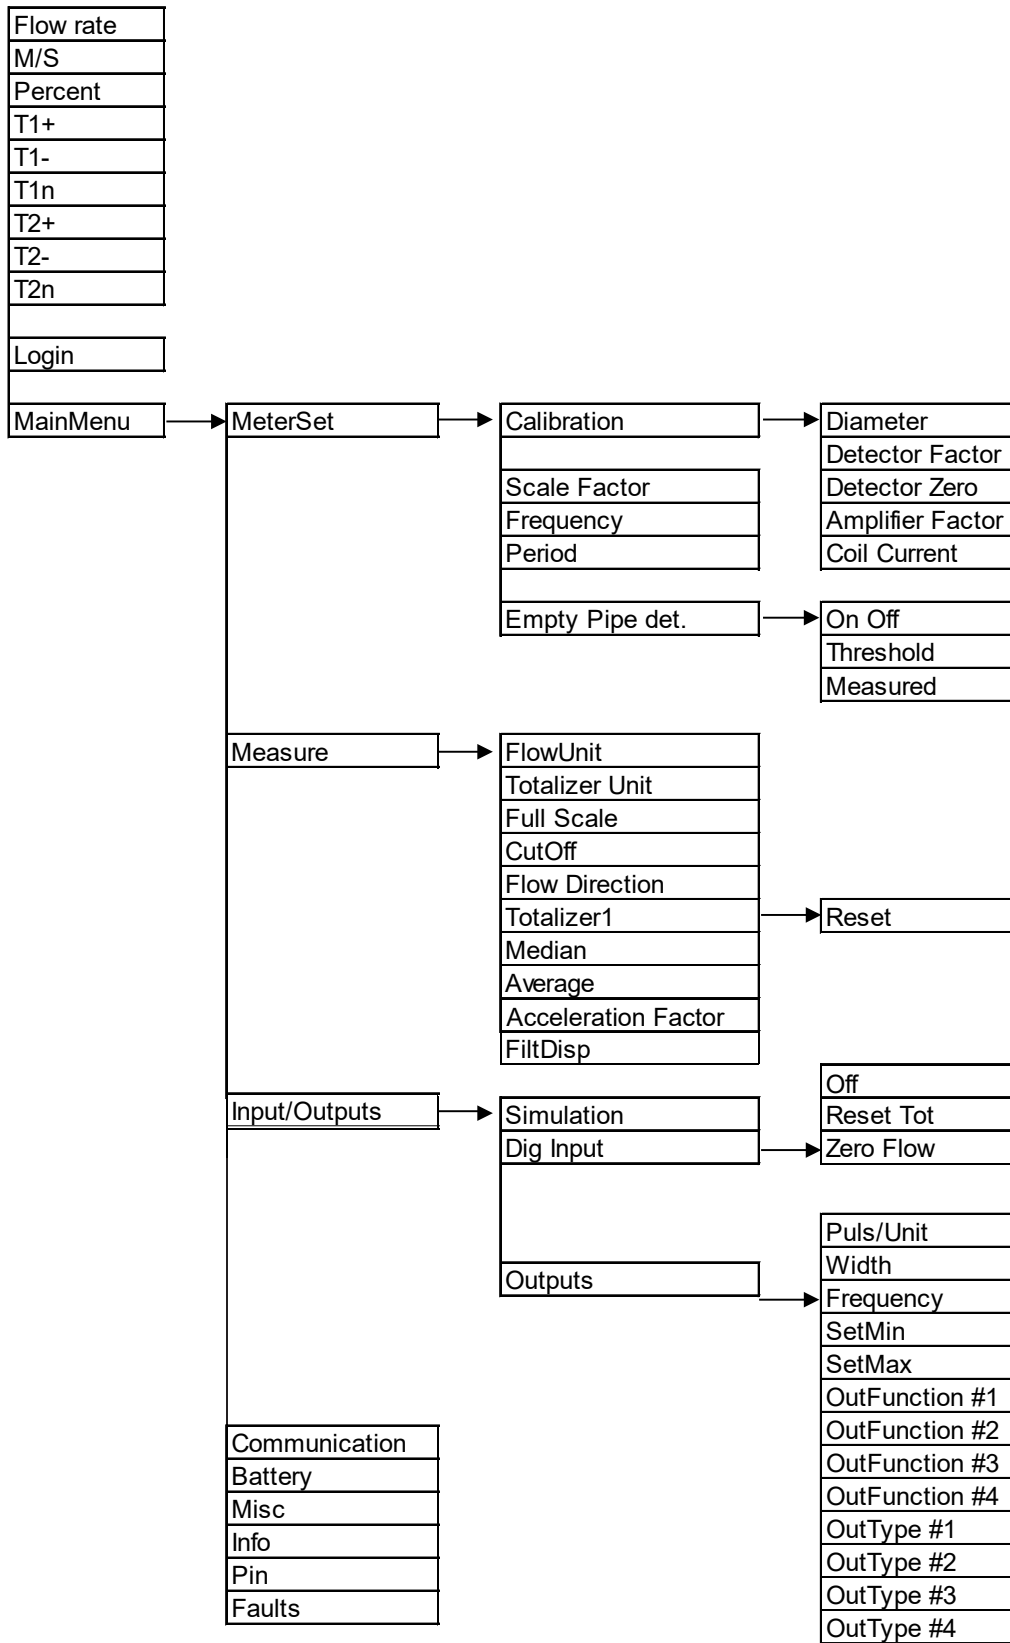 Flow rate
M/S
Percent
T1+
T1-
T1n
T2+
T2-
T2n
Login
MainMenu
MeterSet
Calibration
Diameter
Detector Factor
Scale Factor
Detector Zero
Frequency
Amplifier Factor
Period
Coil Current
Empty Pipe det.
On Off
Threshold
Measured
Measure
FlowUnit
Totalizer Unit
Full Scale
CutOff
Flow Direction
Totalizer1
Reset
Median
Average
Acceleration Factor
FiltDisp
Off
Input/Outputs
Simulation
Reset Tot
Dig Input
Zero Flow
Puls/Unit
Width
Outputs
Frequency
SetMin
SetMax
OutFunction #1
OutFunction #2
Communication
OutFunction #3
Battery
OutFunction #4
Misc
OutType #1
Info
OutType #2
Pin
OutType #3
Faults
OutType #4